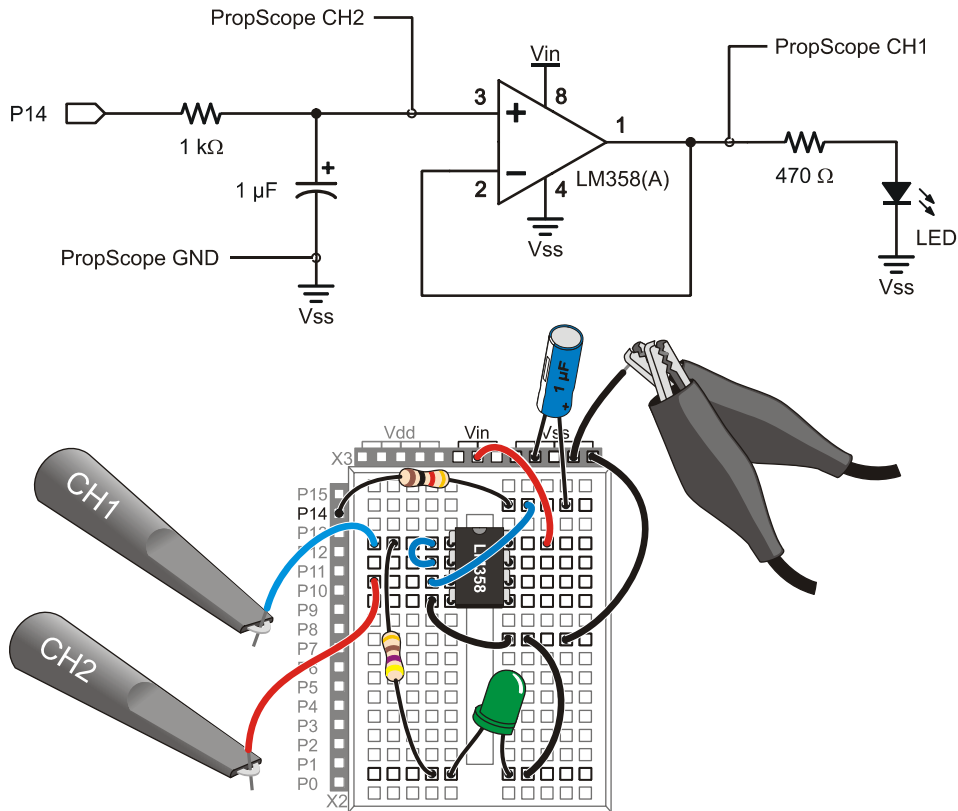 PropScope CH2
Vin
PropScope CH1
P14
3
+
8
1
1 kΩ
+
1 µF
2
−
4
LM358(A)
470 Ω
LED
PropScope GND
Vss
Vss
Vss
+ 1 µF
Vdd
Vin
Vss
X3
P15
P14
P13
P12
P11
P10
P9
P8
P7
P6
P5
P4
P3
P2
P1
P0
X2
LM358
CH1
CH2